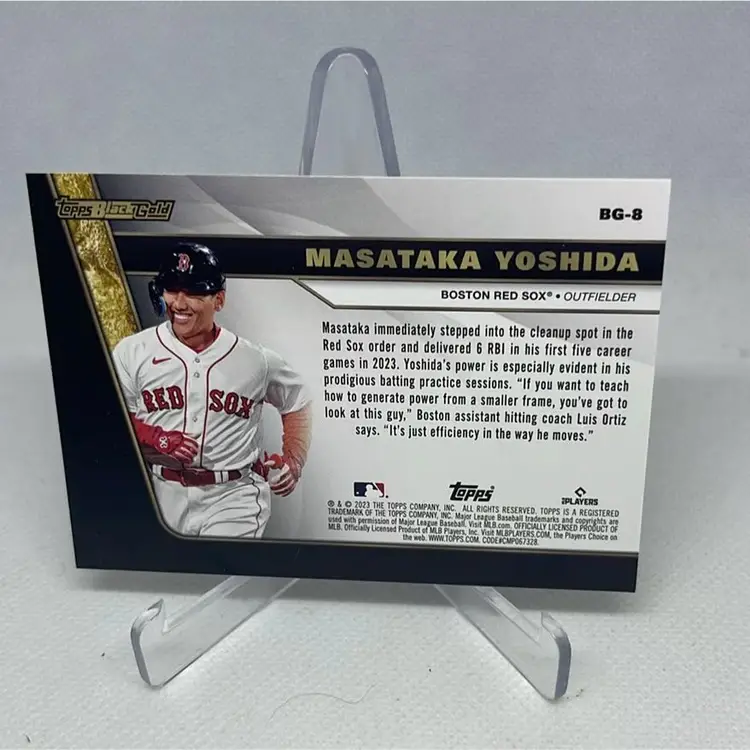 Topps Black Gold
BG-8
MASATAKA YOSHIDA
BOSTON RED SOX® • OUTFIELDER
Masataka immediately stepped into the cleanup spot in the
Red Sox order and delivered 6 RBI in his first five career
games in 2023. Yoshida's power is especially evident in his
prodigious batting practice sessions. "If you want to teach
how to generate power from a smaller frame, you've got to
look at this guy," Boston assistant hitting coach Luis Ortiz
says. "It's just efficiency in the way he moves."
RED SOX
B
Topps
PLAYERS
® & © 2023 THE TOPPS COMPANY, INC. ALL RIGHTS RESERVED. TOPPS IS A REGISTERED
TRADEMARK OF THE TOPPS COMPANY, INC. Major League Baseball trademarks and copyrights are
used with permission of Major League Baseball. Visit MLB.com. OFFICIALLY LICENSED PRODUCT OF
MLB. Officially Licensed Product of MLB Players, Inc. Visit MLBPLAYERS.COM, the Players Choice on
the web. WWW.TOPPS.COM. CODE#CMP067328.